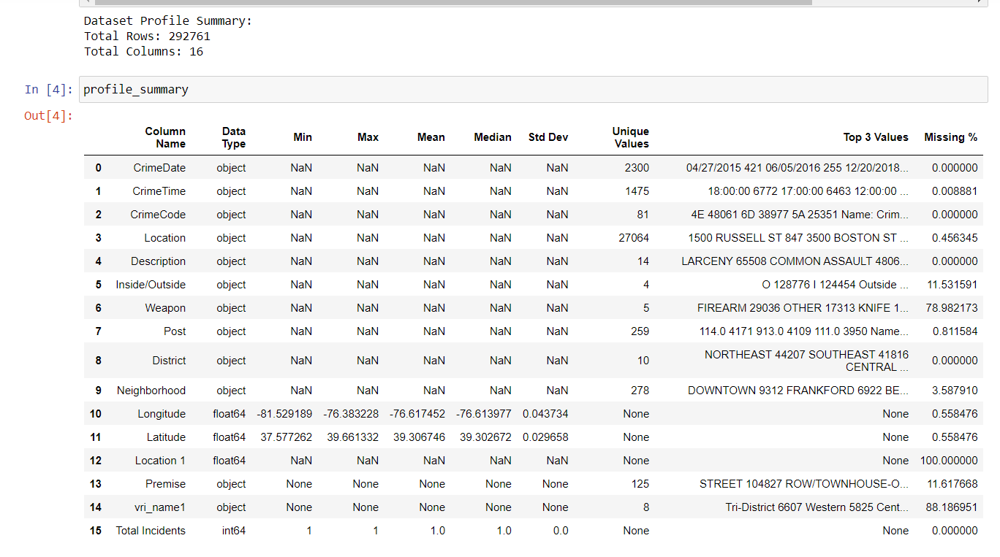 Dataset Profile Summary:
Total Rows: 292761
Total Columns: 16
In [4]: profile_summary
Out[4]:
Column Name Data Type Min Max Mean Median Std Dev Unique Values Top 3 Values Missing %
0 CrimeDate object NaN NaN NaN NaN NaN 2300 04/27/2015 421 06/05/2016 255 12/20/2018... 0.000000
1 CrimeTime object NaN NaN NaN NaN NaN 1475 18:00:00 6772 17:00:00 6463 12:00:00 ... 0.008881
2 CrimeCode object NaN NaN NaN NaN NaN 81 4E 48061 6D 38977 5A 25351 Name: Crim... 0.000000
3 Location object NaN NaN NaN NaN NaN 27064 1500 RUSSELL ST 847 3500 BOSTON ST ... 0.456345
4 Description object NaN NaN NaN NaN NaN 14 LARCENY 65508 COMMON ASSAULT 4806... 0.000000
5 Inside/Outside object NaN NaN NaN NaN NaN 4 O 128776 I 124454 Outside ... 11.531591
6 Weapon object NaN NaN NaN NaN NaN 5 FIREARM 29036 OTHER 17313 KNIFE 1... 78.982173
7 Post object NaN NaN NaN NaN NaN 259 114.0 4171 913.0 4109 111.0 3950 Name... 0.811584
8 District object NaN NaN NaN NaN NaN 10 NORTHEAST 44207 SOUTHEAST 41816 CENTRAL ... 0.000000
9 Neighborhood object NaN NaN NaN NaN NaN 278 DOWNTOWN 9312 FRANKFORD 6922 BE... 3.587910
10 Longitude float64 -81.529189 -76.383228 -76.617452 -76.613977 0.043734 None None 0.558476
11 Latitude float64 37.577262 39.661332 39.306746 39.302672 0.029658 None None 0.558476
12 Location 1 float64 NaN NaN NaN NaN NaN None None 100.000000
13 Premise object None None None None None 125 STREET 104827 ROW/TOWNHOUSE-O... 11.617668
14 vri_name1 object None None None None None 8 Tri-District 6607 Western 5825 Cent... 88.186951
15 Total Incidents int64 1 1 1.0 1.0 0.0 None None 0.000000